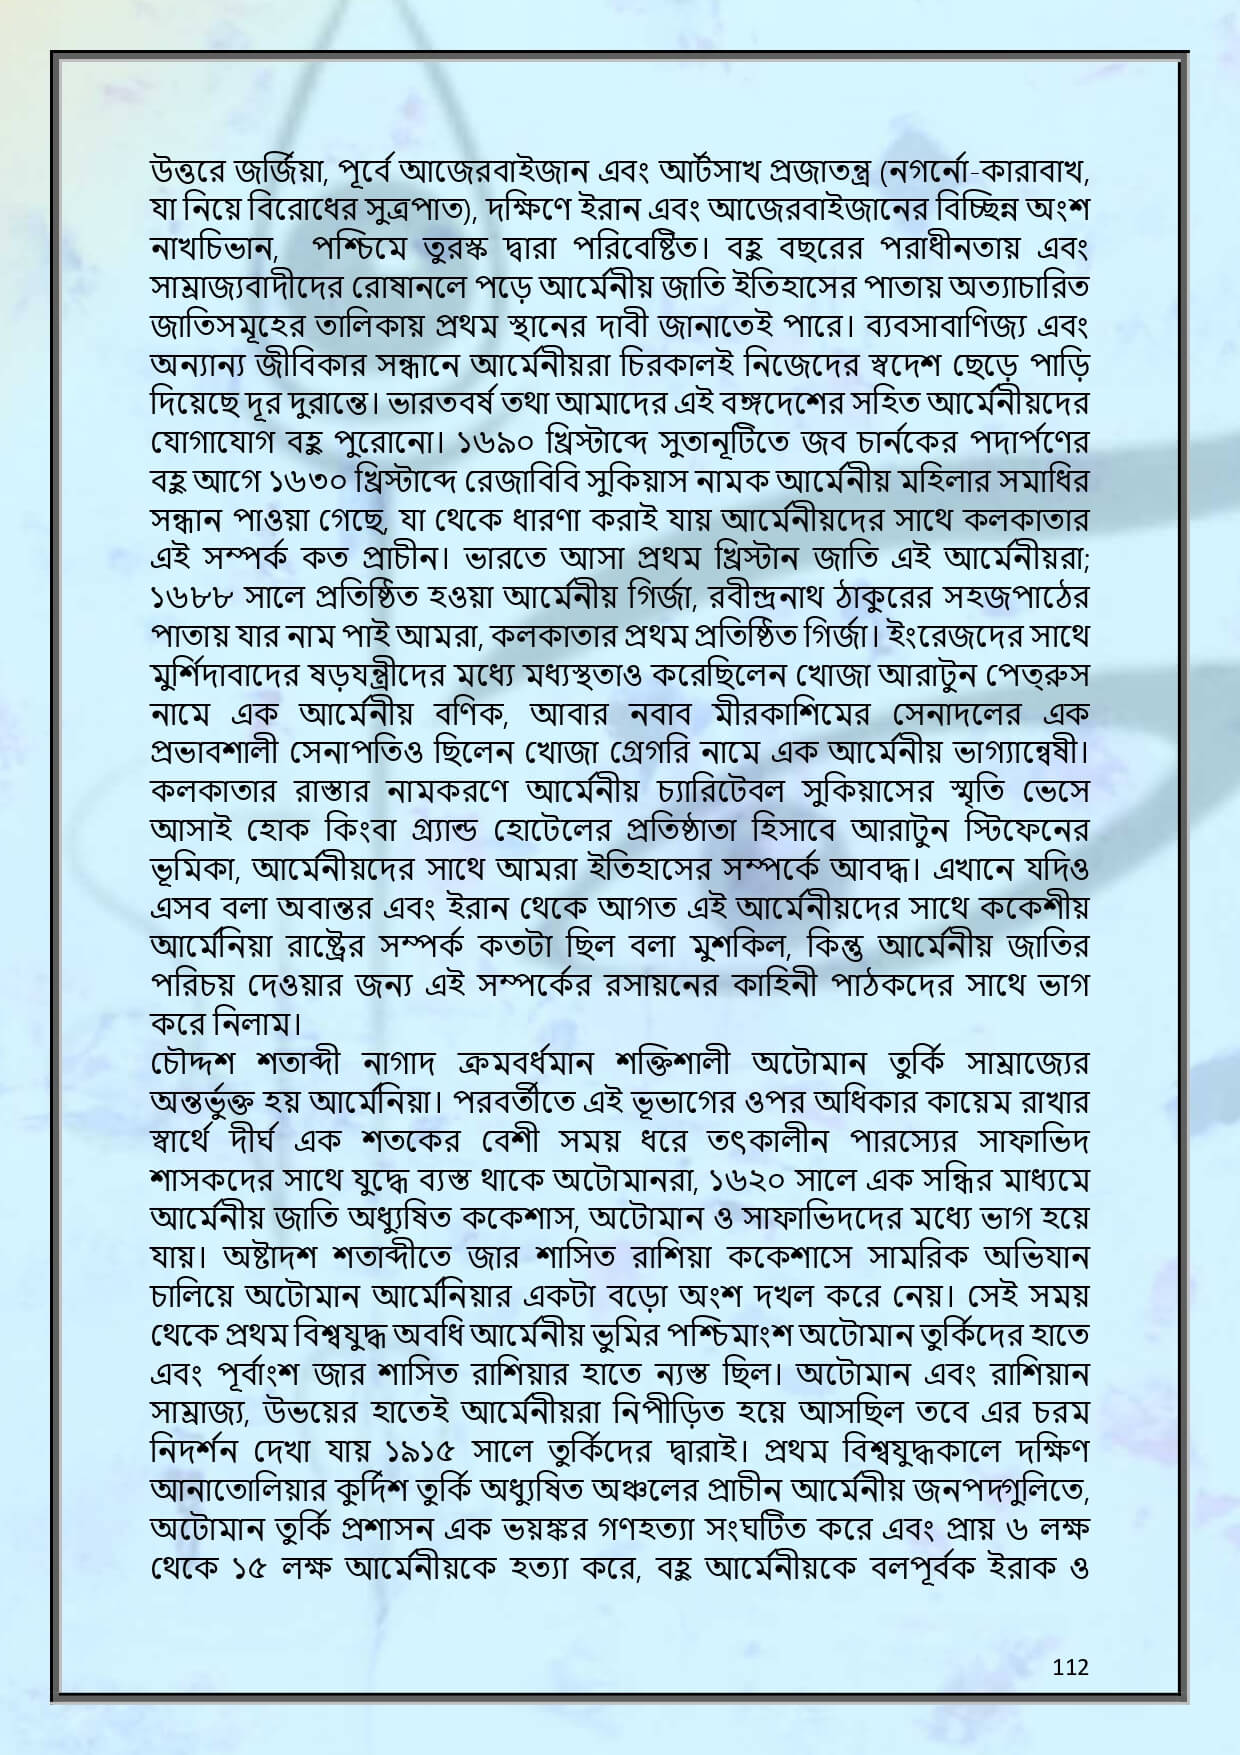 উত্তরে জর্জিয়া, পূর্বে আজেরবাইজান এবং আর্টসাখ প্রজাতন্ত্র (নগর্নো-কারাবাখ,
যা নিয়ে বিরোধের সুত্রপাত), দক্ষিণে ইরান এবং আজেরবাইজানের বিচ্ছিন্ন অংশ
নাখচিভান, পশ্চিমে তুরস্ক দ্বারা পরিবেষ্টিত। বহু বছরের পরাধীনতায় এবং
সাম্রাজ্যবাদীদের রোষানলে পড়ে আর্মেনীয় জাতি ইতিহাসের পাতায় অত্যাচারিত
জাতিসমূহের তালিকায় প্রথম স্থানের দাবী জানাতেই পারে। ব্যবসাবাণিজ্য এবং
অন্যান্য জীবিকার সন্ধানে আর্মেনীয়রা চিরকালই নিজেদের স্বদেশ ছেড়ে পাড়ি
দিয়েছে দূর দুরান্তে। ভারতবর্ষ তথা আমাদের এই বঙ্গদেশের সহিত আর্মেনীয়দের
যোগাযোগ বহু পুরোনো। ১৬৯০ খ্রিস্টাব্দে সুতানূটিতে জব চার্নকের পদার্পণের
বহু আগে ১৬৩০ খ্রিস্টাব্দে রেজাবিবি সুকিয়াস নামক আর্মেনীয় মহিলার সমাধির
সন্ধান পাওয়া গেছে, যা থেকে ধারণা করাই যায় আর্মেনীয়দের সাথে কলকাতার
এই সম্পর্ক কত প্রাচীন। ভারতে আসা প্রথম খ্রিস্টান জাতি এই আর্মেনীয়রা;
১৬৮৮ সালে প্রতিষ্ঠিত হওয়া আর্মেনীয় গির্জা, রবীন্দ্রনাথ ঠাকুরের সহজপাঠের
পাতায় যার নাম পাই আমরা, কলকাতার প্রথম প্রতিষ্ঠিত গির্জা। ইংরেজদের সাথে
মুর্শিদাবাদের ষড়যন্ত্রীদের মধ্যে মধ্যস্থতাও করেছিলেন খোজা আরাটুন পেত্রুস
নামে এক আর্মেনীয় বণিক, আবার নবাব মীরকাশিমের সেনাদলের এক
প্রভাবশালী সেনাপতিও ছিলেন খোজা গ্রেগরি নামে এক আর্মেনীয় ভাগ্যান্বেষী।
কলকাতার রাস্তার নামকরণে আর্মেনীয় চ্যারিটেবল সুকিয়াসের স্মৃতি ভেসে
আসাই হোক কিংবা গ্র্যান্ড হোটেলের প্রতিষ্ঠাতা হিসাবে আরাটুন স্টিফেনের
ভূমিকা, আর্মেনীয়দের সাথে আমরা ইতিহাসের সম্পর্কে আবদ্ধ। এখানে যদিও
এসব বলা অবান্তর এবং ইরান থেকে আগত এই আর্মেনীয়দের সাথে ককেশীয়
আর্মেনিয়া রাষ্ট্রের সম্পর্ক কতটা ছিল বলা মুশকিল, কিন্তু আর্মেনীয় জাতির
পরিচয় দেওয়ার জন্য এই সম্পর্কের রসায়নের কাহিনী পাঠকদের সাথে ভাগ
করে নিলাম।
চৌদ্দশ শতাব্দী নাগাদ ক্রমবর্ধমান শক্তিশালী অটোমান তুর্কি সাম্রাজ্যের
অন্তর্ভুক্ত হয় আর্মেনিয়া। পরবর্তীতে এই ভূভাগের ওপর অধিকার কায়েম রাখার
স্বার্থে দীর্ঘ এক শতকের বেশী সময় ধরে তৎকালীন পারস্যের সাফাভিদ
শাসকদের সাথে যুদ্ধে ব্যস্ত থাকে অটোমানরা, ১৬২০ সালে এক সন্ধির মাধ্যমে
আর্মেনীয় জাতি অধ্যুষিত ককেশাস, অটোমান ও সাফাভিদদের মধ্যে ভাগ হয়ে
যায়। অষ্টাদশ শতাব্দীতে জার শাসিত রাশিয়া ককেশাসে সামরিক অভিযান
চালিয়ে অটোমান আর্মেনিয়ার একটা বড়ো অংশ দখল করে নেয়। সেই সময়
থেকে প্রথম বিশ্বযুদ্ধ অবধি আর্মেনীয় ভুমির পশ্চিমাংশ অটোমান তুর্কিদের হাতে
এবং পূর্বাংশ জার শাসিত রাশিয়ার হাতে ন্যস্ত ছিল। অটোমান এবং রাশিয়ান
সাম্রাজ্য, উভয়ের হাতেই আর্মেনীয়রা নিপীড়িত হয়ে আসছিল তবে এর চরম
নিদর্শন দেখা যায় ১৯১৫ সালে তুর্কিদের দ্বারাই। প্রথম বিশ্বযুদ্ধকালে দক্ষিণ
আনাতোলিয়ার কুর্দিশ তুর্কি অধ্যুষিত অঞ্চলের প্রাচীন আর্মেনীয় জনপদগুলিতে,
অটোমান তুর্কি প্রশাসন এক ভয়ঙ্কর গণহত্যা সংঘটিত করে এবং প্রায় ৬ লক্ষ
থেকে ১৫ লক্ষ আর্মেনীয়কে হত্যা করে, বহু আর্মেনীয়কে বলপূর্বক ইরাক ও
112